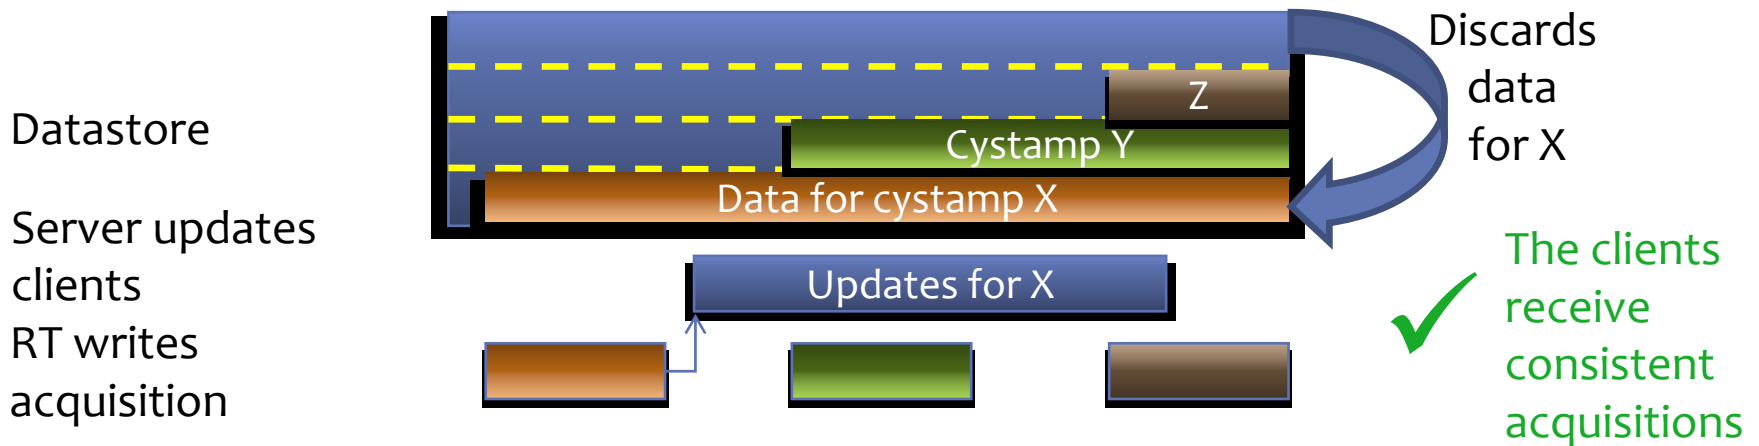 Discards
data
for X
Z
Datastore
Cystamp Y
Data for cystamp X
Server updates
clients
Updates for X
The clients
receive
consistent
acquisitions
RT writes
acquisition